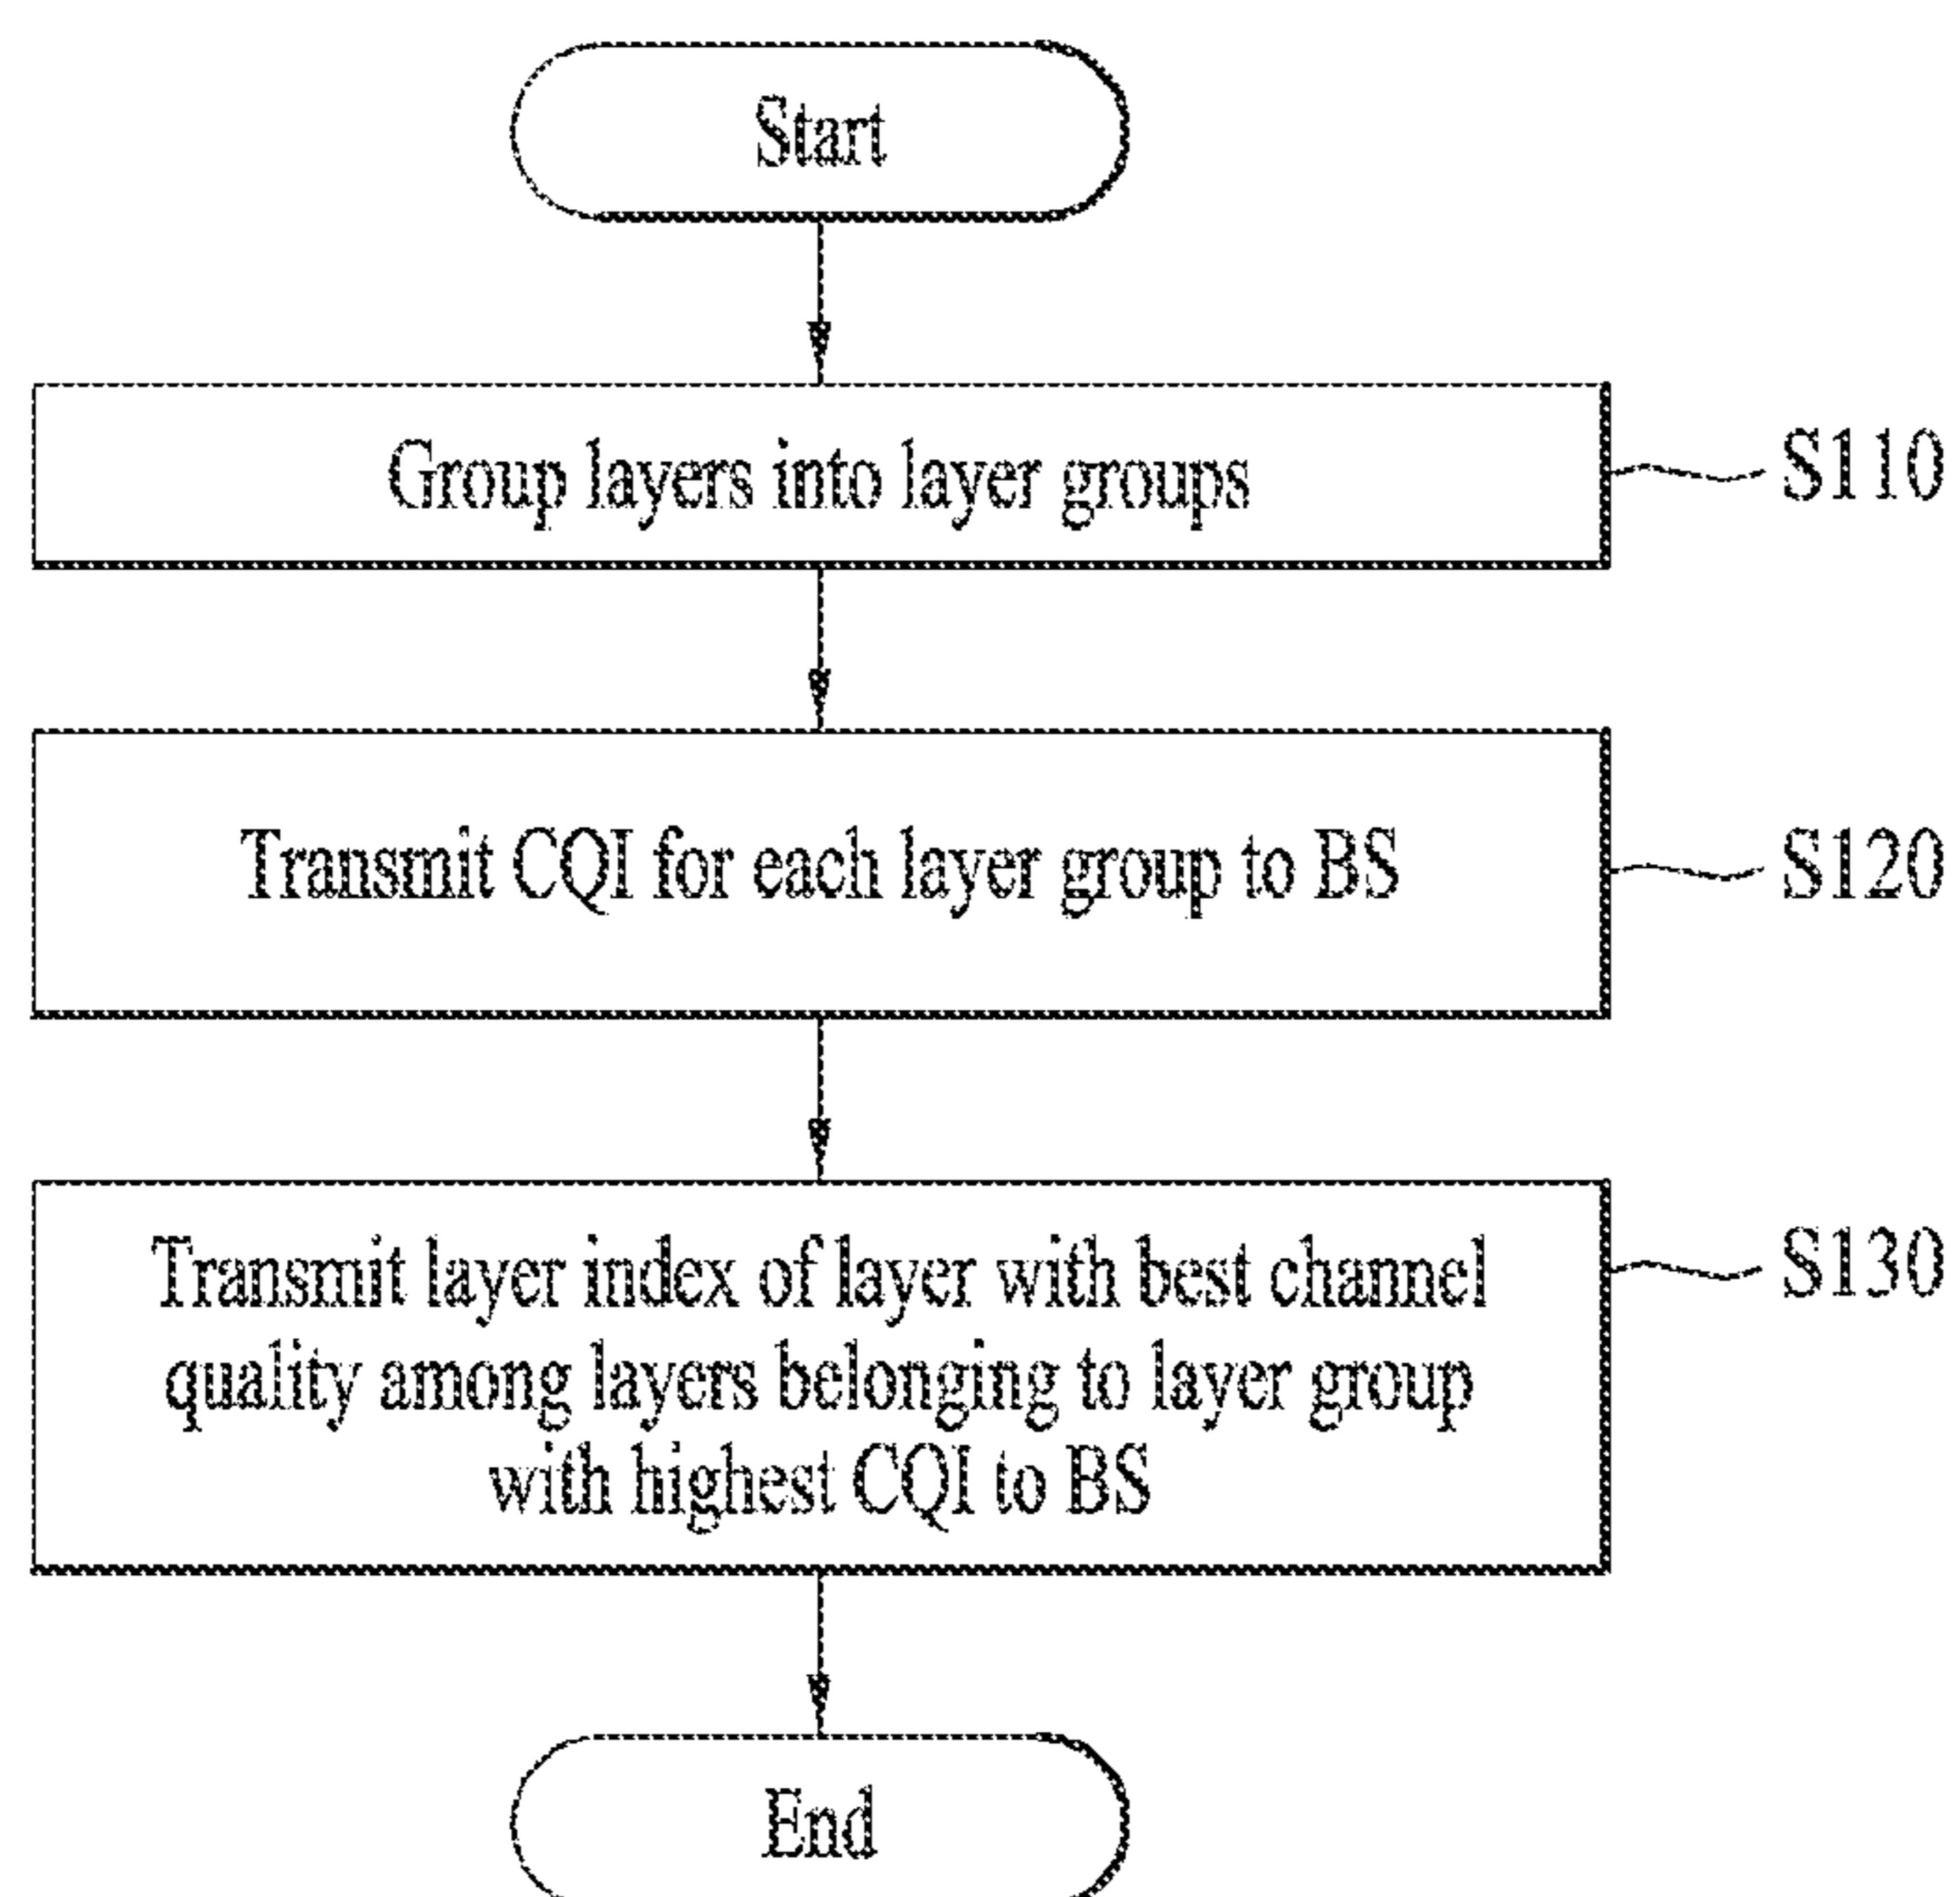 Start
Group layers into layer groups
S110
Transmit CQI for each layer group to BS
S120
Transmit layer index of layer with best channel
quality among layers belonging to layer group
with highest CQI to BS
S130
End